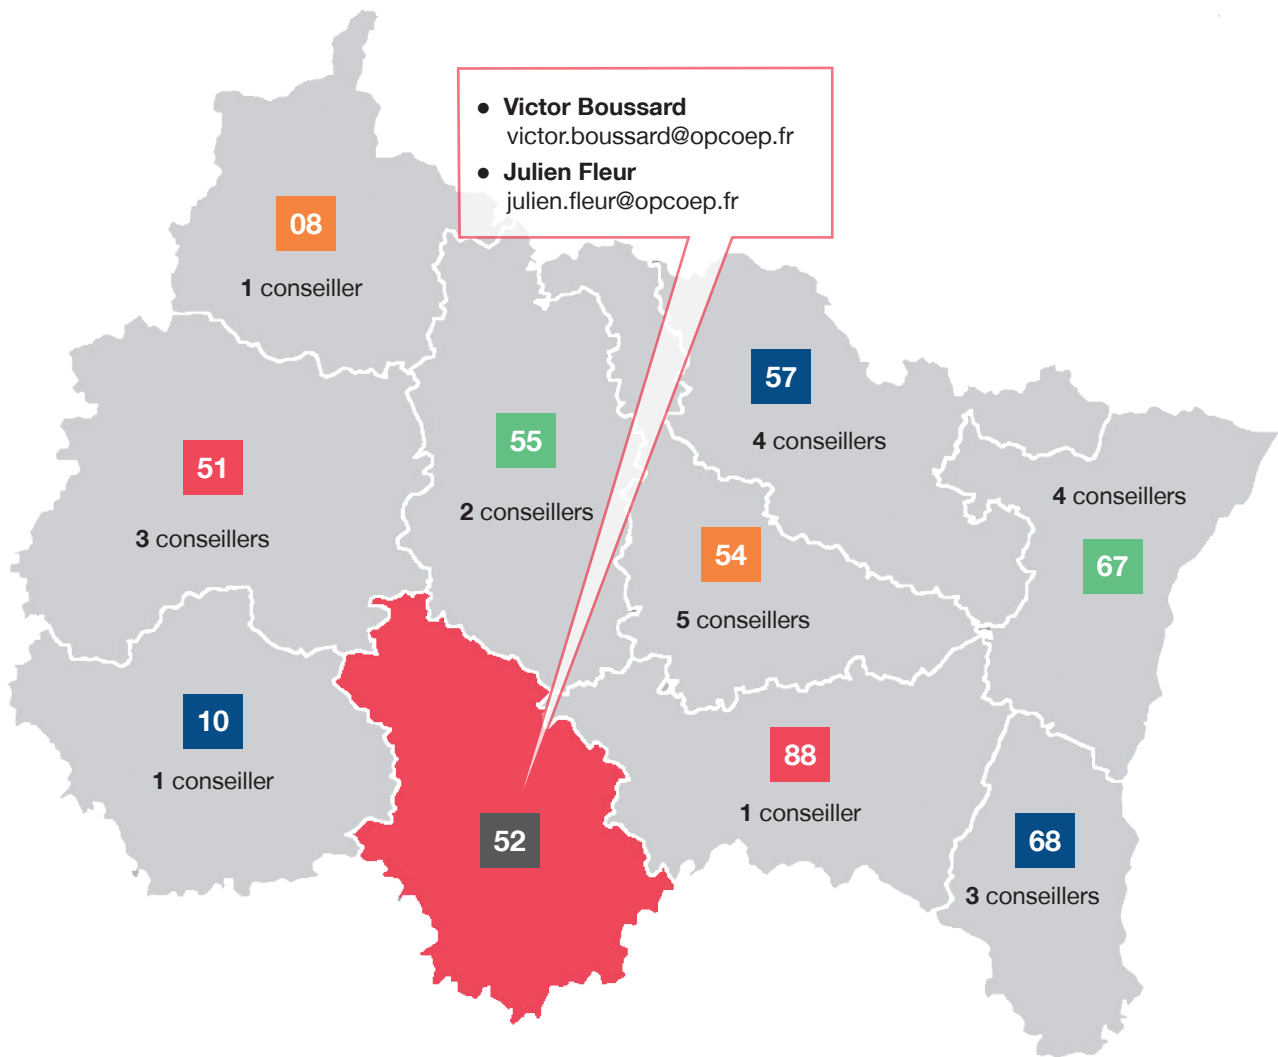 ● Victor Boussard
victor.boussard@opcoep.fr
● Julien Fleur
julien.fleur@opcoep.fr
08
1 conseiller
57
4 conseillers
55
2 conseillers
51
3 conseillers
4 conseillers
67
54
5 conseillers
10
1 conseiller
88
1 conseiller
52
68
3 conseillers